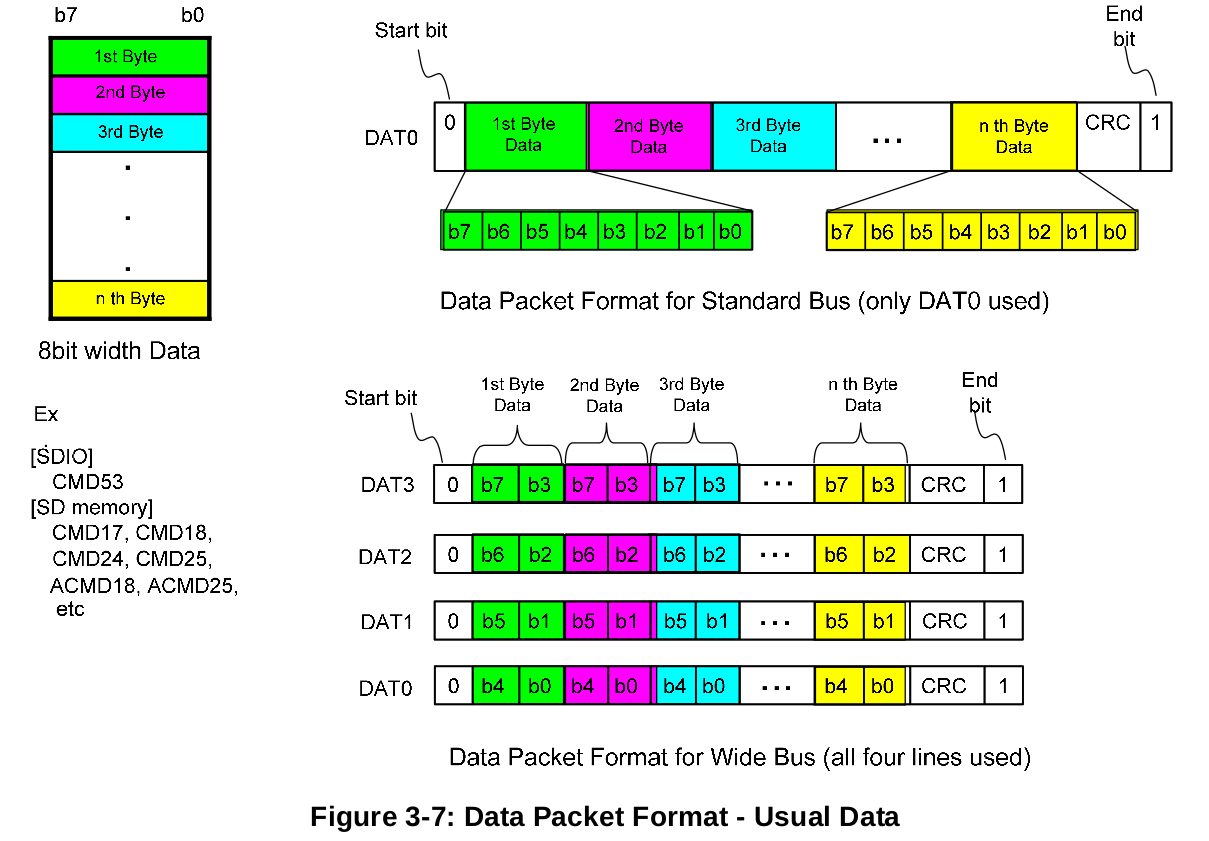 b7 b0
1st Byte
2nd Byte
3rd Byte
.
.
.
n th Byte
8bit width Data
Ex
[SDIO]
CMD53
[SD memory]
CMD17, CMD18,
CMD24, CMD25,
ACMD18, ACMD25,
etc
Start bit
End
bit
DAT0 0 1st Byte Data 2nd Byte Data 3rd Byte Data ... n th Byte Data CRC 1
b7 b6 b5 b4 b3 b2 b1 b0 b7 b6 b5 b4 b3 b2 b1 b0
Data Packet Format for Standard Bus (only DAT0 used)
Start bit
1st Byte Data
2nd Byte Data
3rd Byte Data
n th Byte Data
End
bit
DAT3 0 b7 b3 b7 b3 b7 b3 ... b7 b3 CRC 1
DAT2 0 b6 b2 b6 b2 b6 b2 ... b6 b2 CRC 1
DAT1 0 b5 b1 b5 b1 b5 b1 ... b5 b1 CRC 1
DAT0 0 b4 b0 b4 b0 b4 b0 ... b4 b0 CRC 1
Data Packet Format for Wide Bus (all four lines used)
Figure 3-7: Data Packet Format - Usual Data